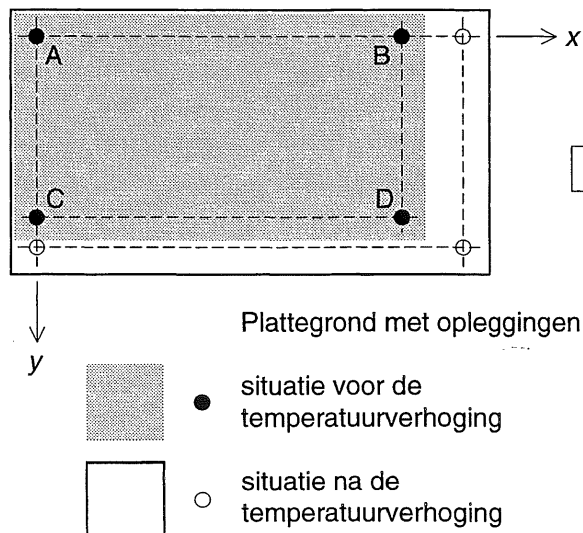 x
A
B
C
D
y
Plattegrond met opleggingen
situatie voor de
temperatuurverhoging
situatie na de
temperatuurverhoging